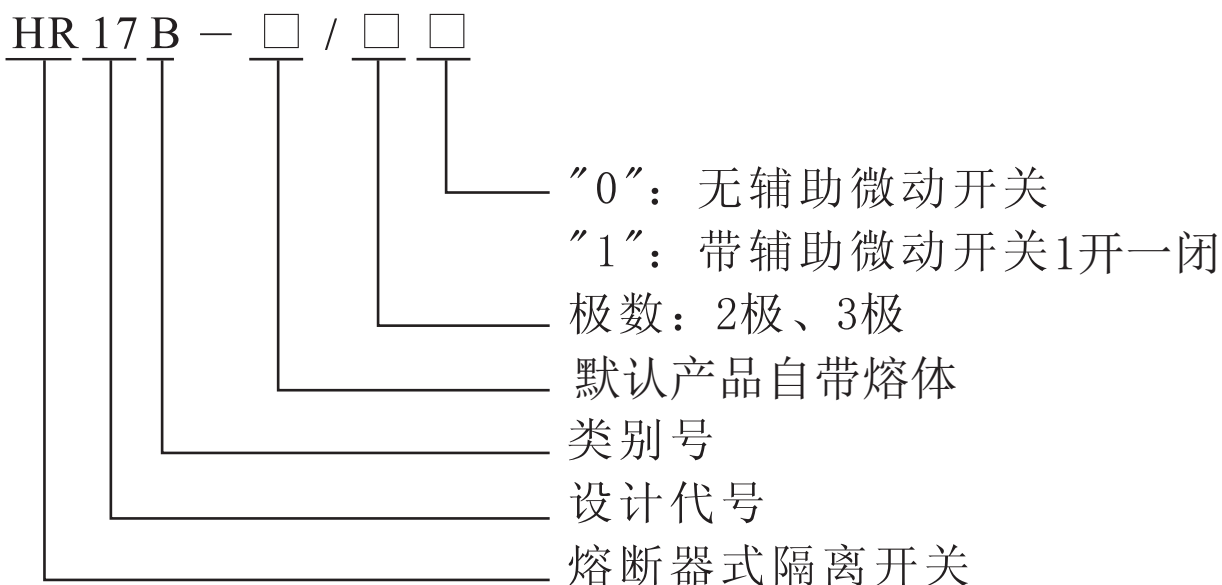 HR17B－□/□□
"0"：无辅助微动开关
"1"：带辅助微动开关1开一闭
极数：2极、3极
默认产品自带熔体
类别号
设计代号
熔断器式隔离开关